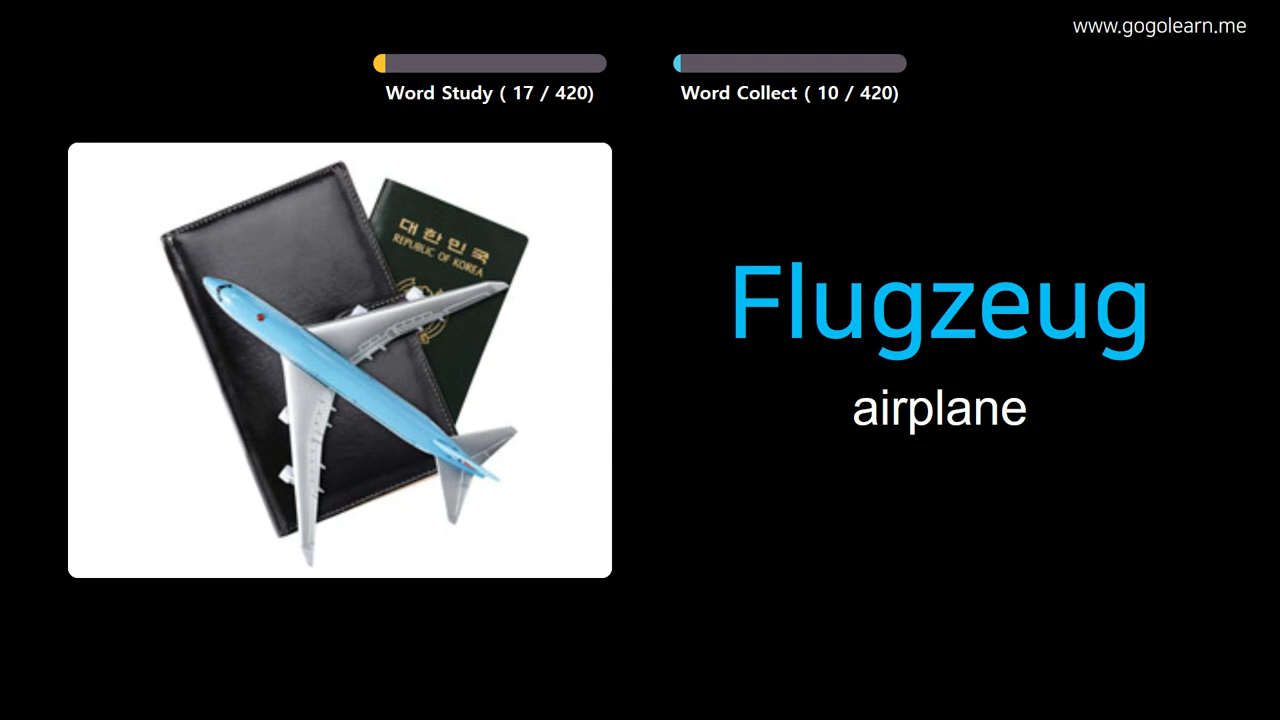 www.gogolearn.me
Word Study ( 17 / 420)
Word Collect ( 10 / 420)
대한민국
REPUBLIC OF KOREA
Flugzeug
airplane